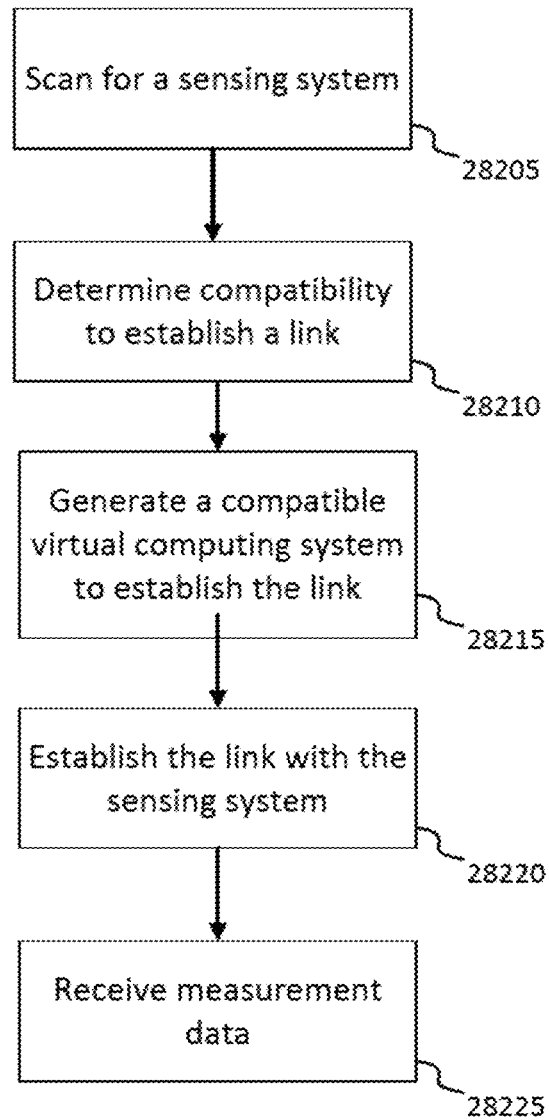 Scan for a sensing system
28205
Determine compatibility
to establish a link
28210
Generate a compatible
virtual computing system
to establish the link
28215
Establish the link with the
sensing system
28220
Receive measurement
data
28225